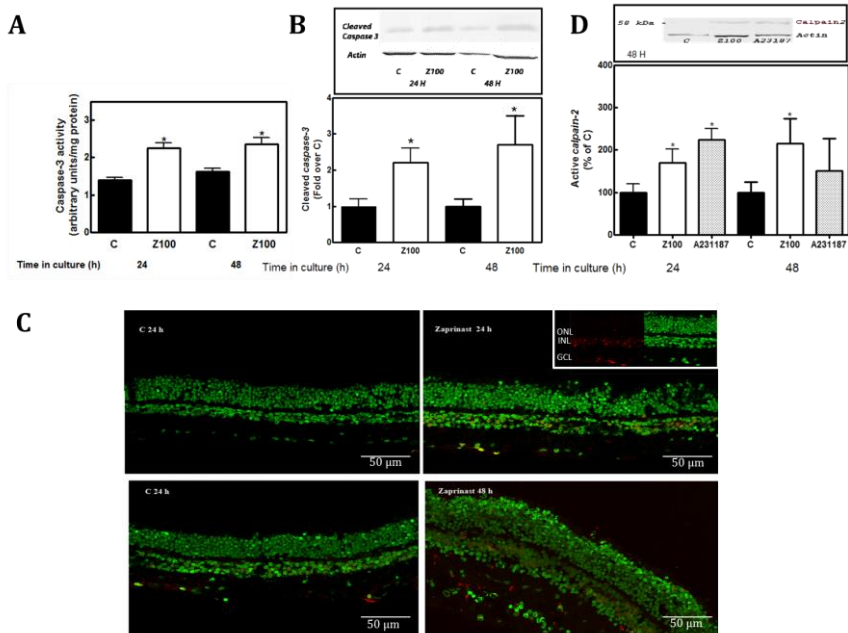 A
Caspase-3 activity
(arbitrary units/mg protein)
3
2
1
C Z100 C Z100
Time in culture (h) 24 48
B
Cleaved
Caspase 3
Actin
C Z100 C Z100
24 H 48 H
Cleaved caspase-3
(Fold over C)
4
3
2
1
0
* *
C Z100 C Z100
Time in culture (h) 24 48
D
58 kDa Calpain2
Actin
C Z100 A23187
48 H
Active calpain-2
(% of C)
400
300
200
100
0
C Z100 A231187 C Z100 A231187
Time in culture (h) 24 48
C
C 24 h
50 µm
Zaprinast 24 h
ONL
INL
GCL
50 µm
C 24 h
50 µm
Zaprinast 48 h
50 µm